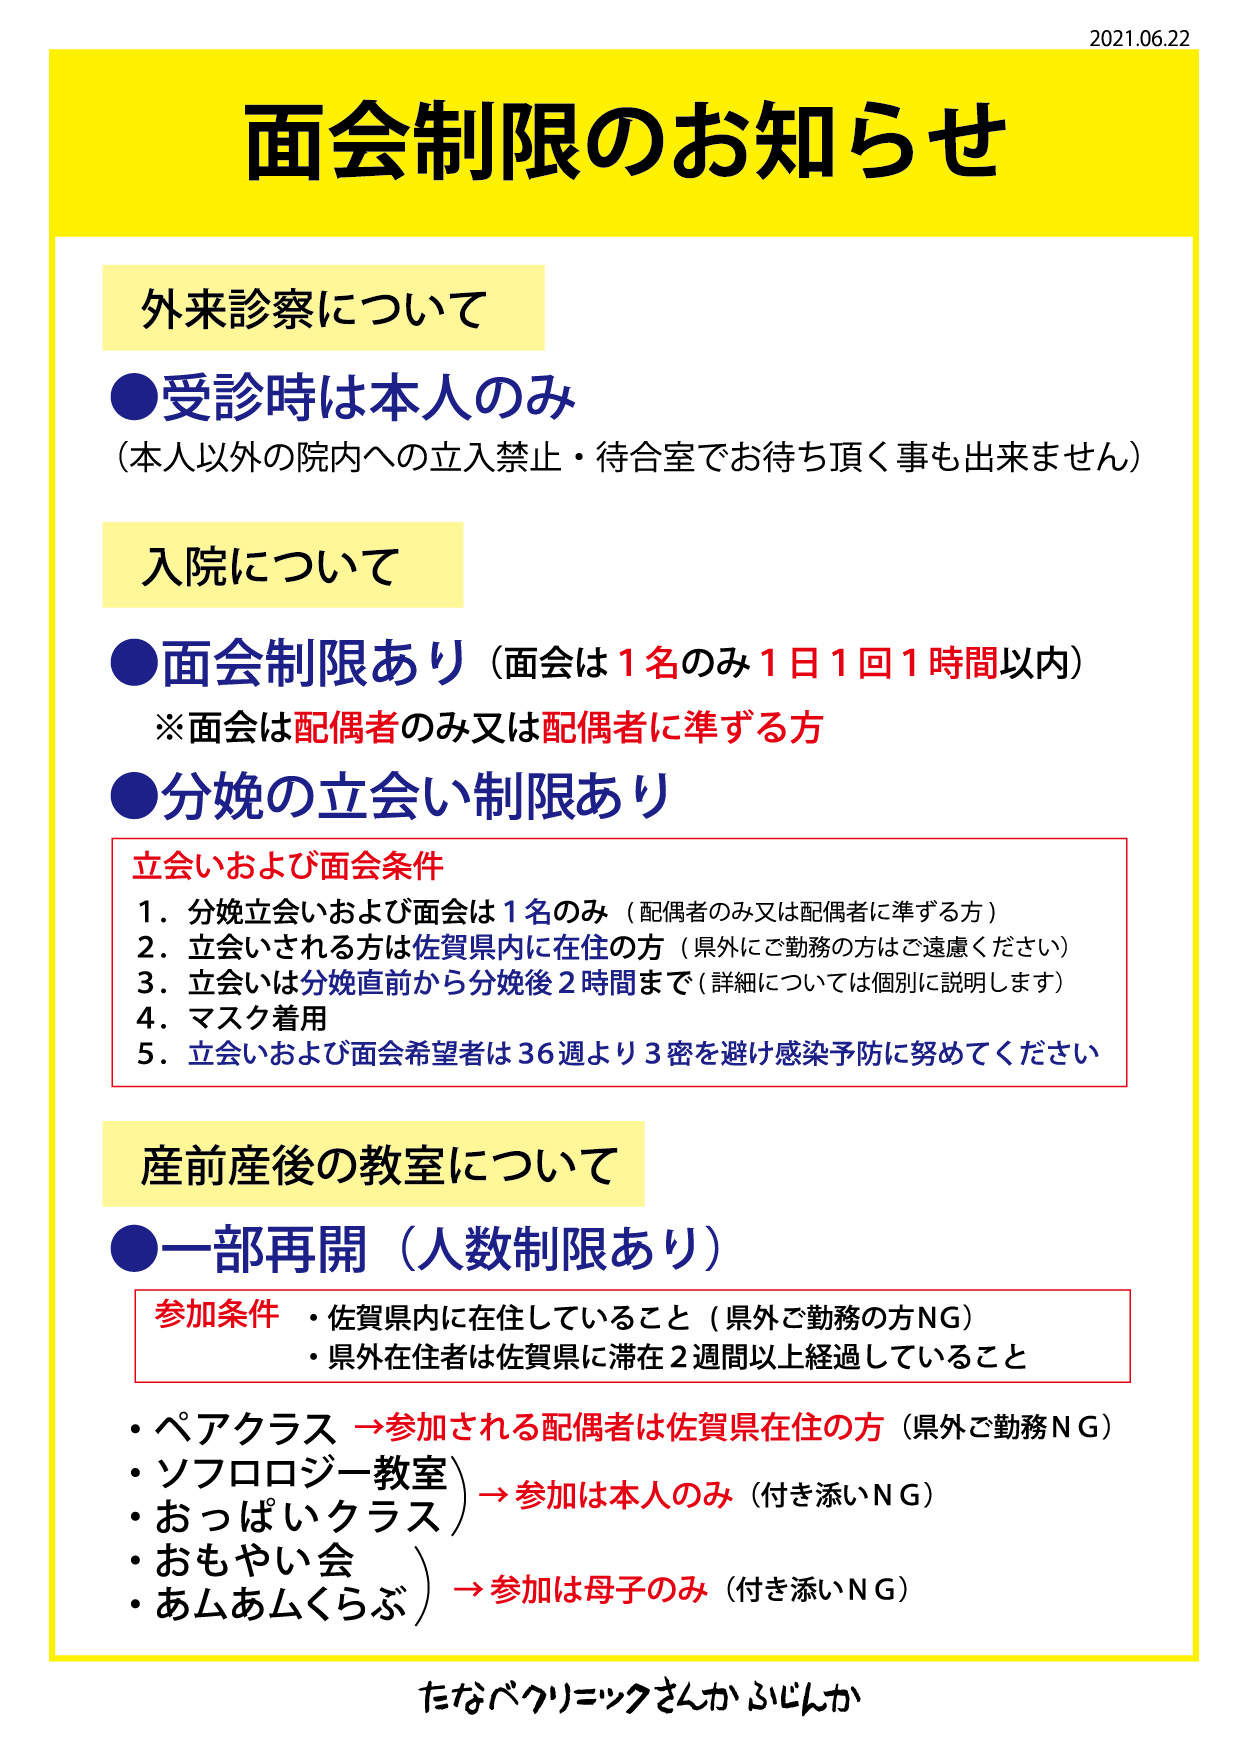 2021.06.22
面会制限のお知らせ
外来診察について
●受診時は本人のみ
（本人以外の院内への立入禁止・待合室でお待ち頂く事も出来ません）
入院について
●面会制限あり（面会は１名のみ１日１回１時間以内）
※面会は配偶者のみ又は配偶者に準ずる方
●分娩の立会い制限あり
立会いおよび面会条件
１．分娩立会いおよび面会は１名のみ（配偶者のみ又は配偶者に準ずる方）
２．立会いされる方は佐賀県内に在住の方（県外にご勤務の方はご遠慮ください）
３．立会いは分娩直前から分娩後２時間まで（詳細については個別に説明します）
４．マスク着用
５．立会いおよび面会希望者は36週より３密を避け感染予防に努めてください
産前産後の教室について
●一部再開（人数制限あり）
参加条件 ・佐賀県内に在住していること（県外ご勤務の方NG）
・県外在住者は佐賀県に滞在２週間以上経過していること
・ペアクラス →参加される配偶者は佐賀県在住の方（県外ご勤務ＮＧ）
・ソフロロジー教室
・おっぱいクラス
→参加は本人のみ（付き添いＮＧ）
・おもやい会
・あムあムくらぶ
→参加は母子のみ（付き添いＮＧ）
たなべクリニックさんかふじんか